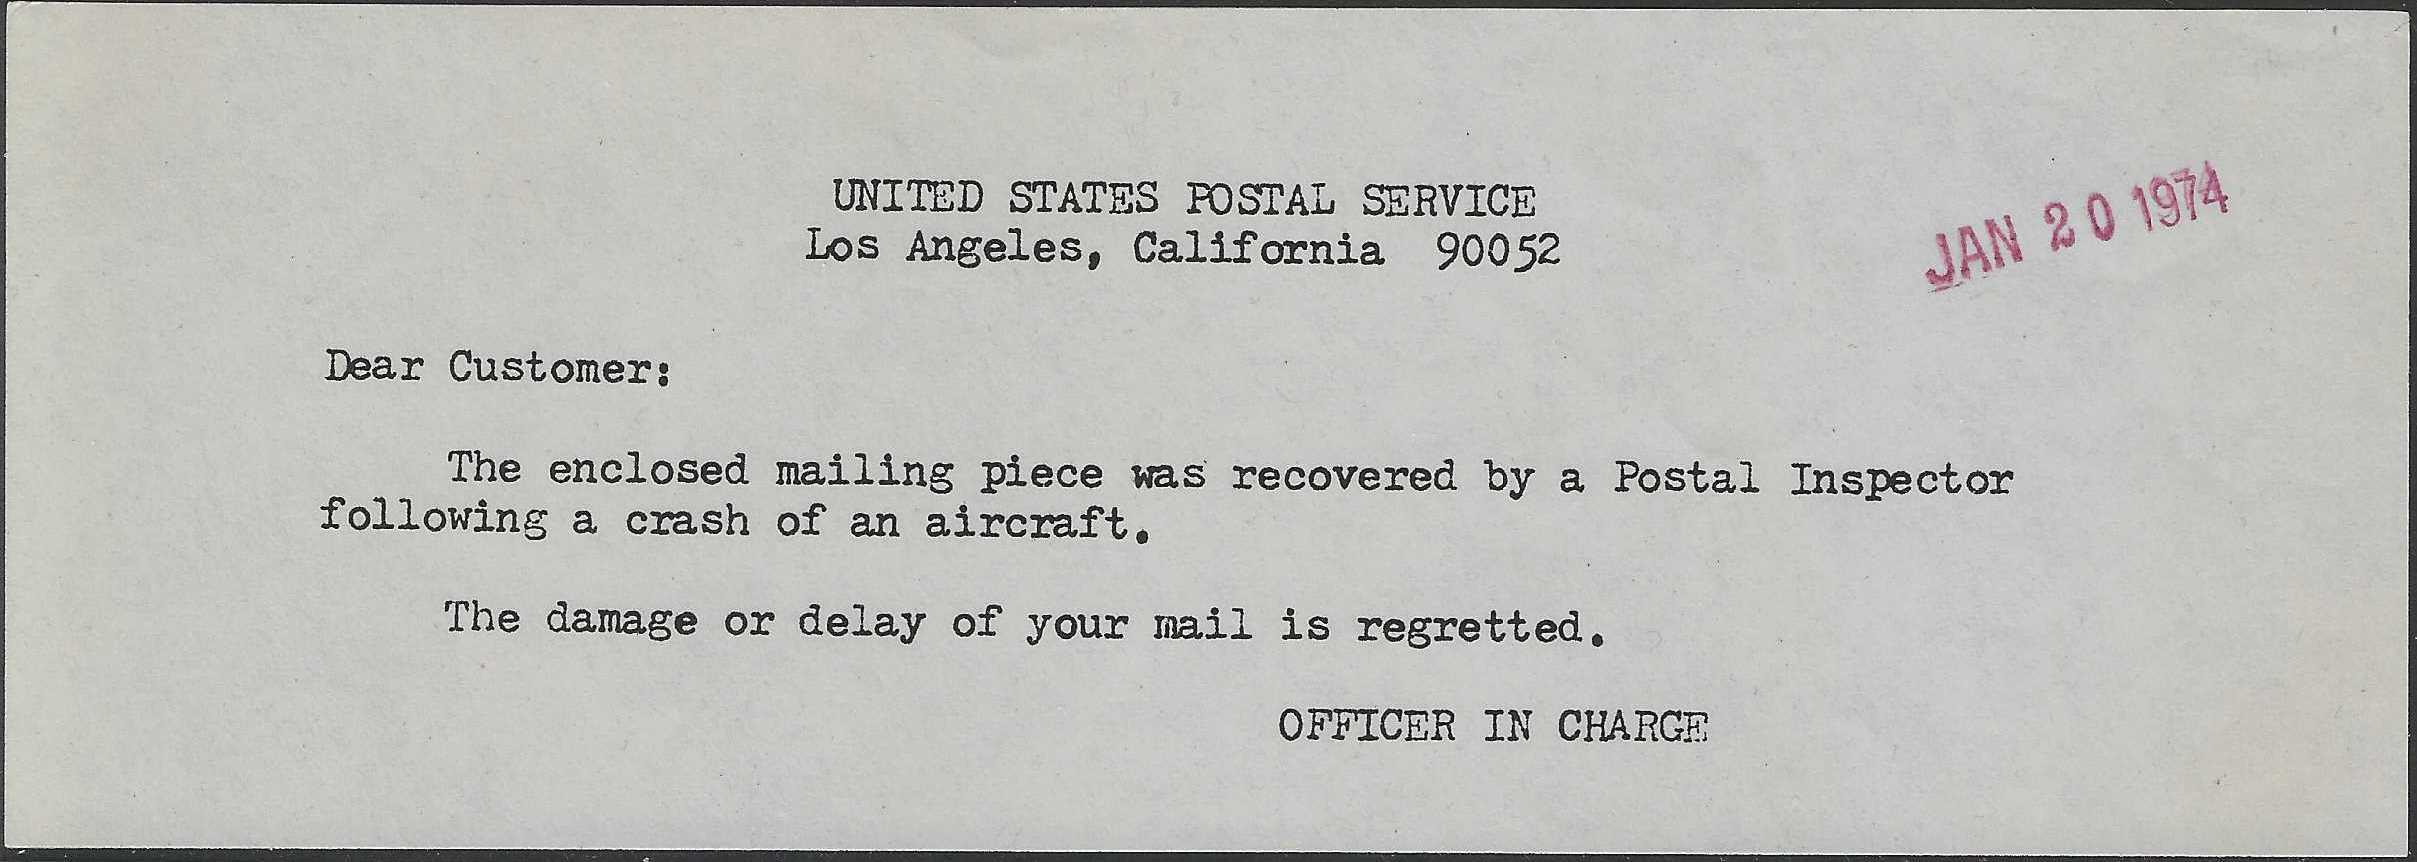 UNITED STATES POSTAL SERVICE
Los Angeles, California 90052
JAN 20 1974
Dear Customer:
The enclosed mailing piece was recovered by a Postal Inspector
following a crash of an aircraft.
The damage or delay of your mail is regretted.
OFFICER IN CHARGE